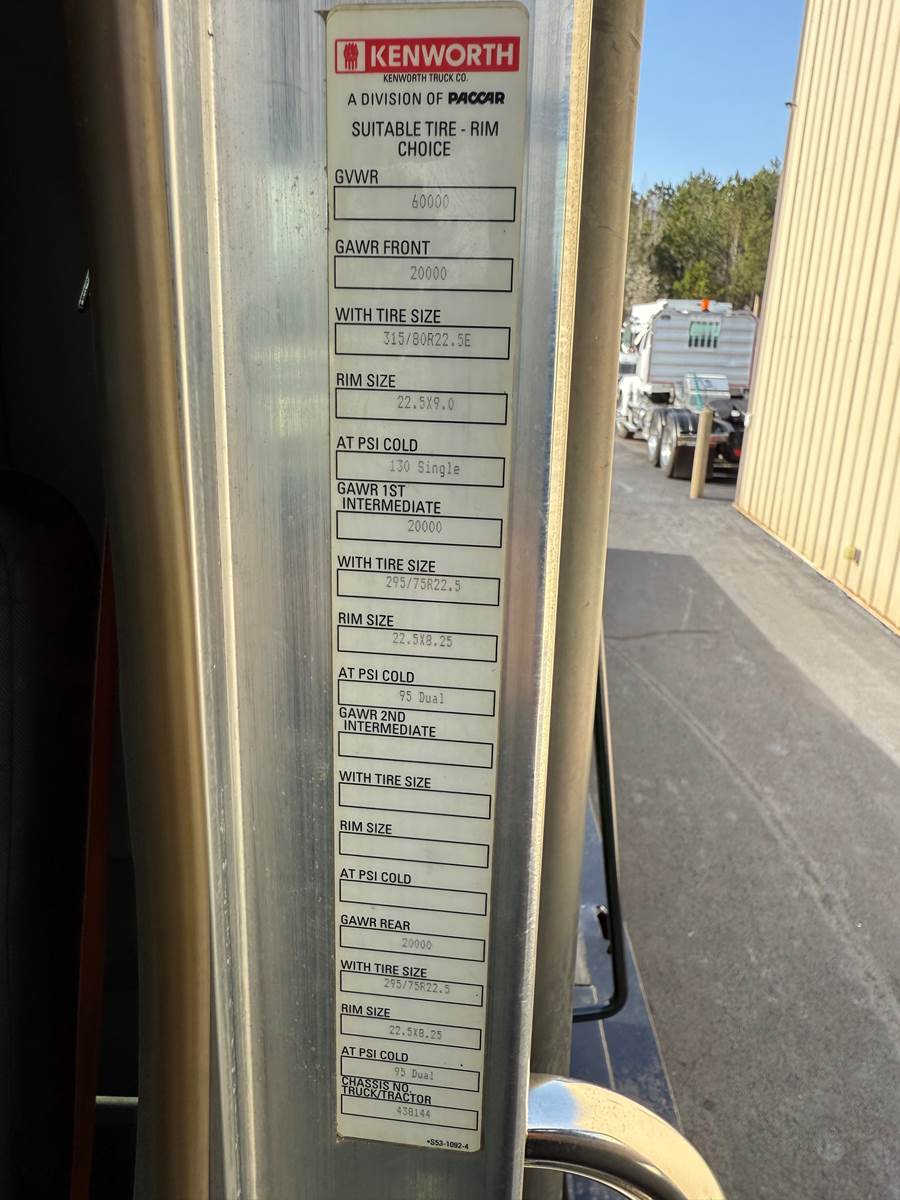 KENWORTH
KENWORTH TRUCK CO.
A DIVISION OF PACCAR
SUITABLE TIRE - RIM
CHOICE
GVWR
60000
GAWR FRONT
20000
WITH TIRE SIZE
315/80R22.5E
RIM SIZE
22.5X9.0
AT PSI COLD
130 Single
GAWR 1ST
INTERMEDIATE
20000
WITH TIRE SIZE
295/75R22.5
RIM SIZE
22.5X8.25
AT PSI COLD
95 Dual
GAWR 2ND
INTERMEDIATE
WITH TIRE SIZE
RIM SIZE
AT PSI COLD
GAWR REAR
20000
WITH TIRE SIZE
295/75R22.5
RIM SIZE
22.5X8.25
AT PSI COLD
95 Dual
CHASSIS NO.
TRUCK/TRACTOR
438144
•S53-1092-4